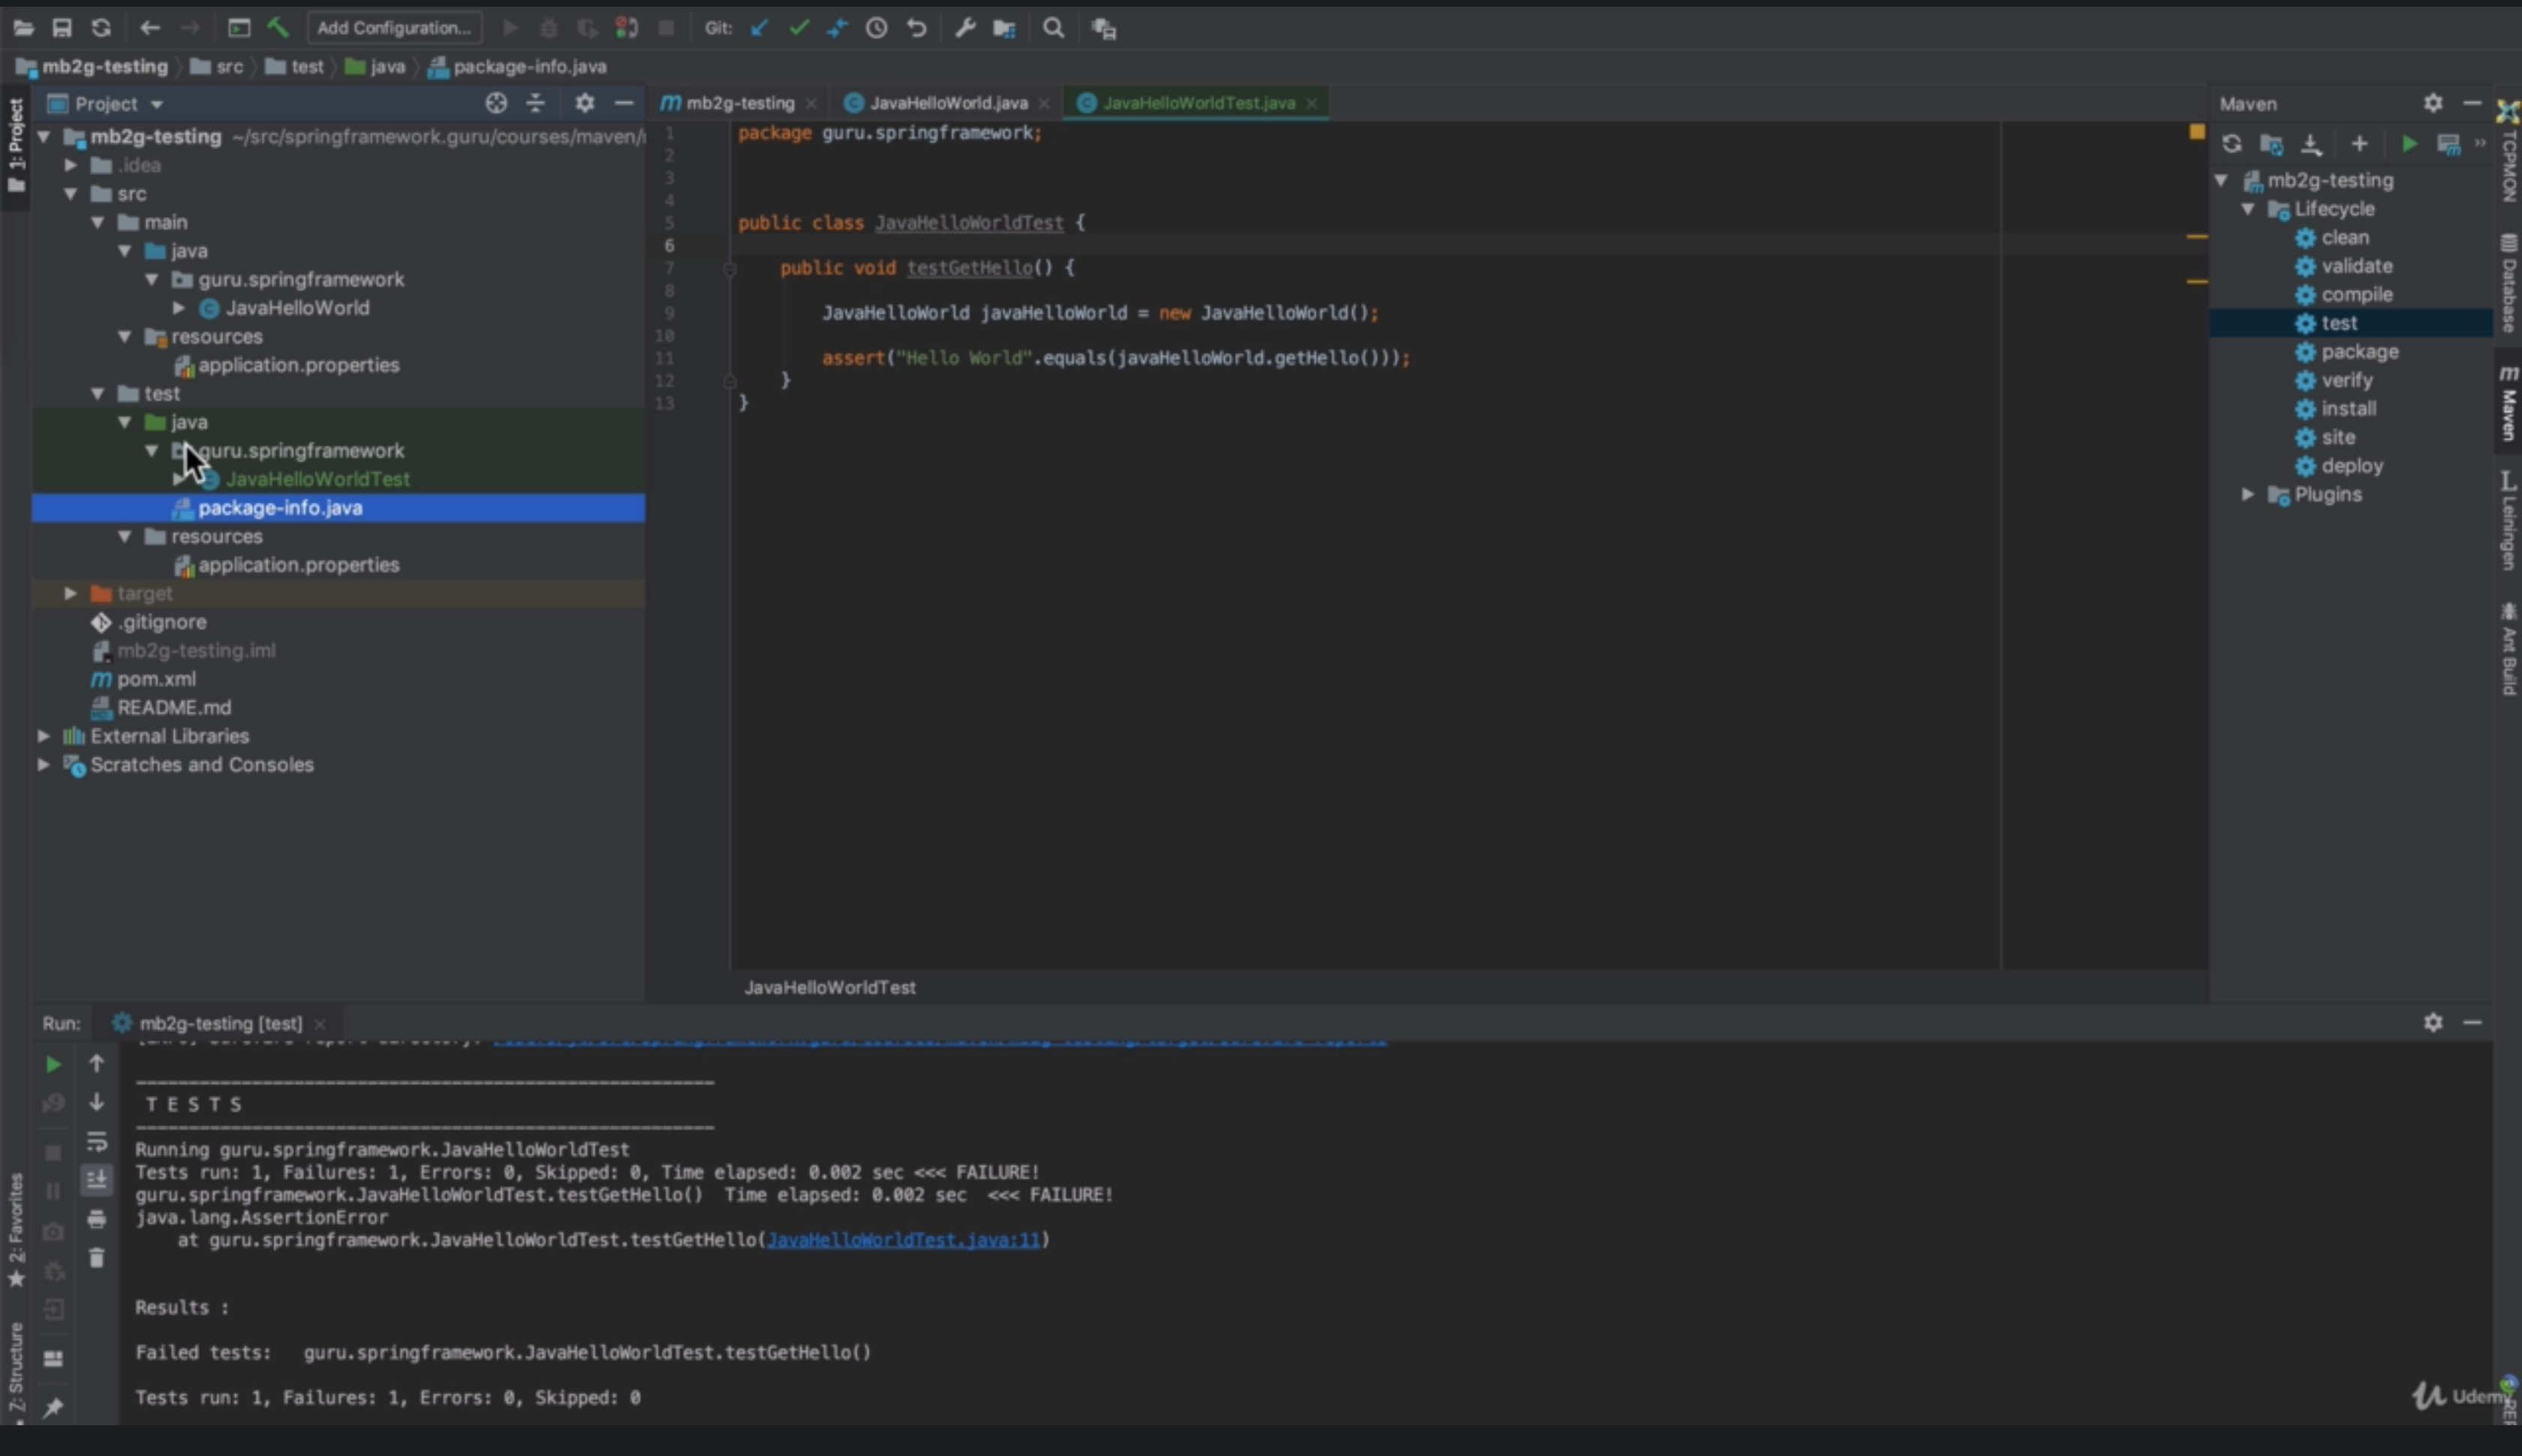 Add Configuration...
Git:
mb2g-testing
src
test
java
package-info.java
1: Project
Project
mb2g-testing ~/src/springframework.guru/courses/maven/
.idea
src
main
java
guru.springframework
JavaHelloWorld
resources
application.properties
test
java
guru.springframework
JavaHelloWorldTest
package-info.java
resources
application.properties
target
.gitignore
mb2g-testing.iml
pom.xml
README.md
External Libraries
Scratches and Consoles
mb2g-testing
JavaHelloWorld.java
JavaHelloWorldTest.java
1 package guru.springframework;
2
3
4
5 public class JavaHelloWorldTest {
6
7 public void testGetHello() {
8
9 JavaHelloWorld javaHelloWorld = new JavaHelloWorld();
10
11 assert("Hello World".equals(javaHelloWorld.getHello()));
12 }
13 }
JavaHelloWorldTest
Maven
mb2g-testing
Lifecycle
clean
validate
compile
test
package
verify
install
site
deploy
Plugins
TCPMON
Database
Maven
Leiningen
Ant Build
Run:
mb2g-testing [test]
T E S T S
Running guru.springframework.JavaHelloWorldTest
Tests run: 1, Failures: 1, Errors: 0, Skipped: 0, Time elapsed: 0.002 sec <<< FAILURE!
guru.springframework.JavaHelloWorldTest.testGetHello()  Time elapsed: 0.002 sec  <<< FAILURE!
java.lang.AssertionError
at guru.springframework.JavaHelloWorldTest.testGetHello(JavaHelloWorldTest.java:11)
Results :
Failed tests:   guru.springframework.JavaHelloWorldTest.testGetHello()
Tests run: 1, Failures: 1, Errors: 0, Skipped: 0
2: Favorites
Z: Structure
Udemy